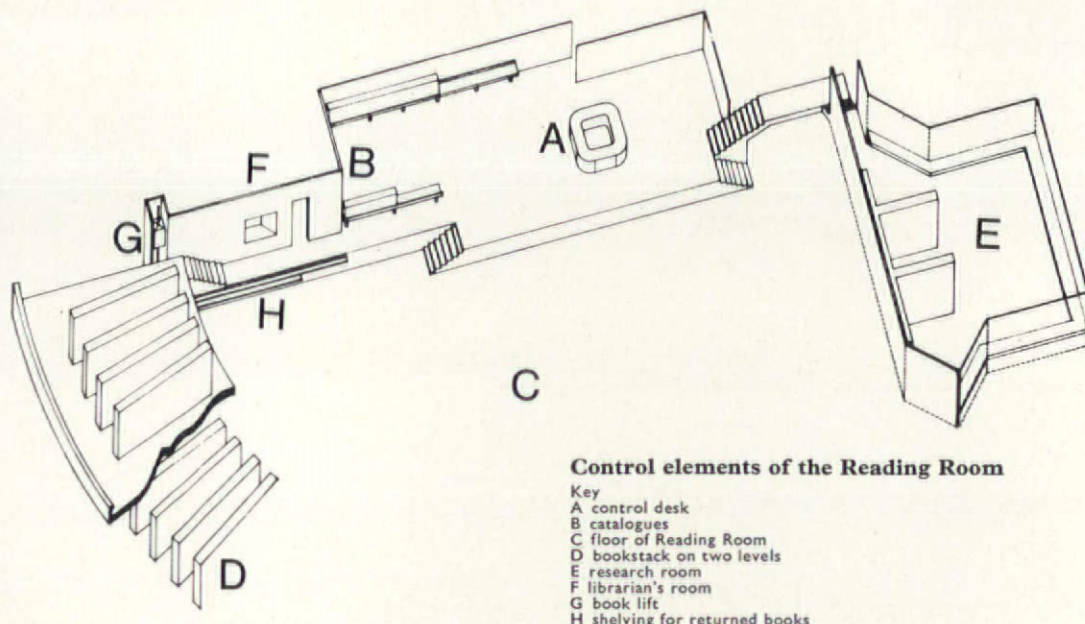 A
B
F
G
E
H
C
D
Control elements of the Reading Room
Key
A control desk
B catalogues
C floor of Reading Room
D bookstack on two levels
E research room
F librarian's room
G book lift
H shelving for returned books